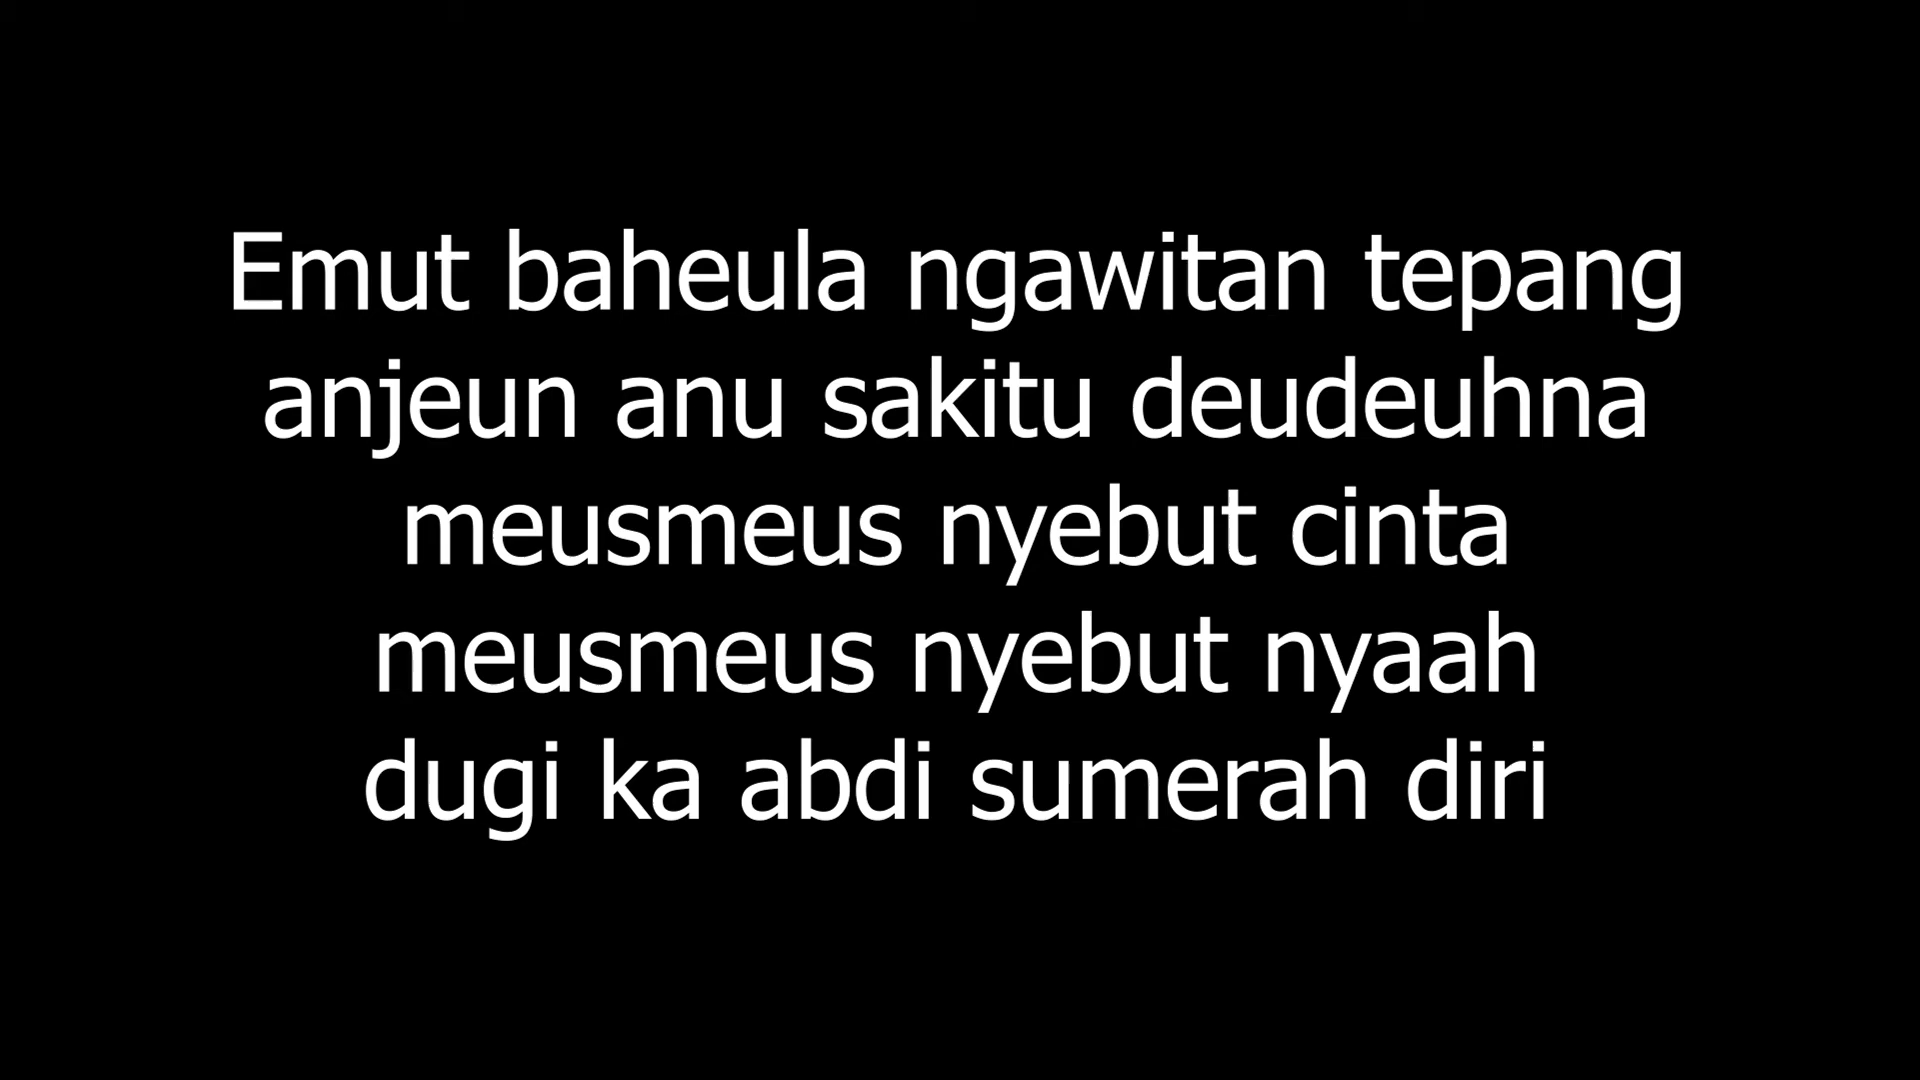 Emut baheula ngawitan tepang
anjeun anu sakitu deudeuhna
meusmeus nyebut cinta
meusmeus nyebut nyaah
dugi ka abdi sumerah diri